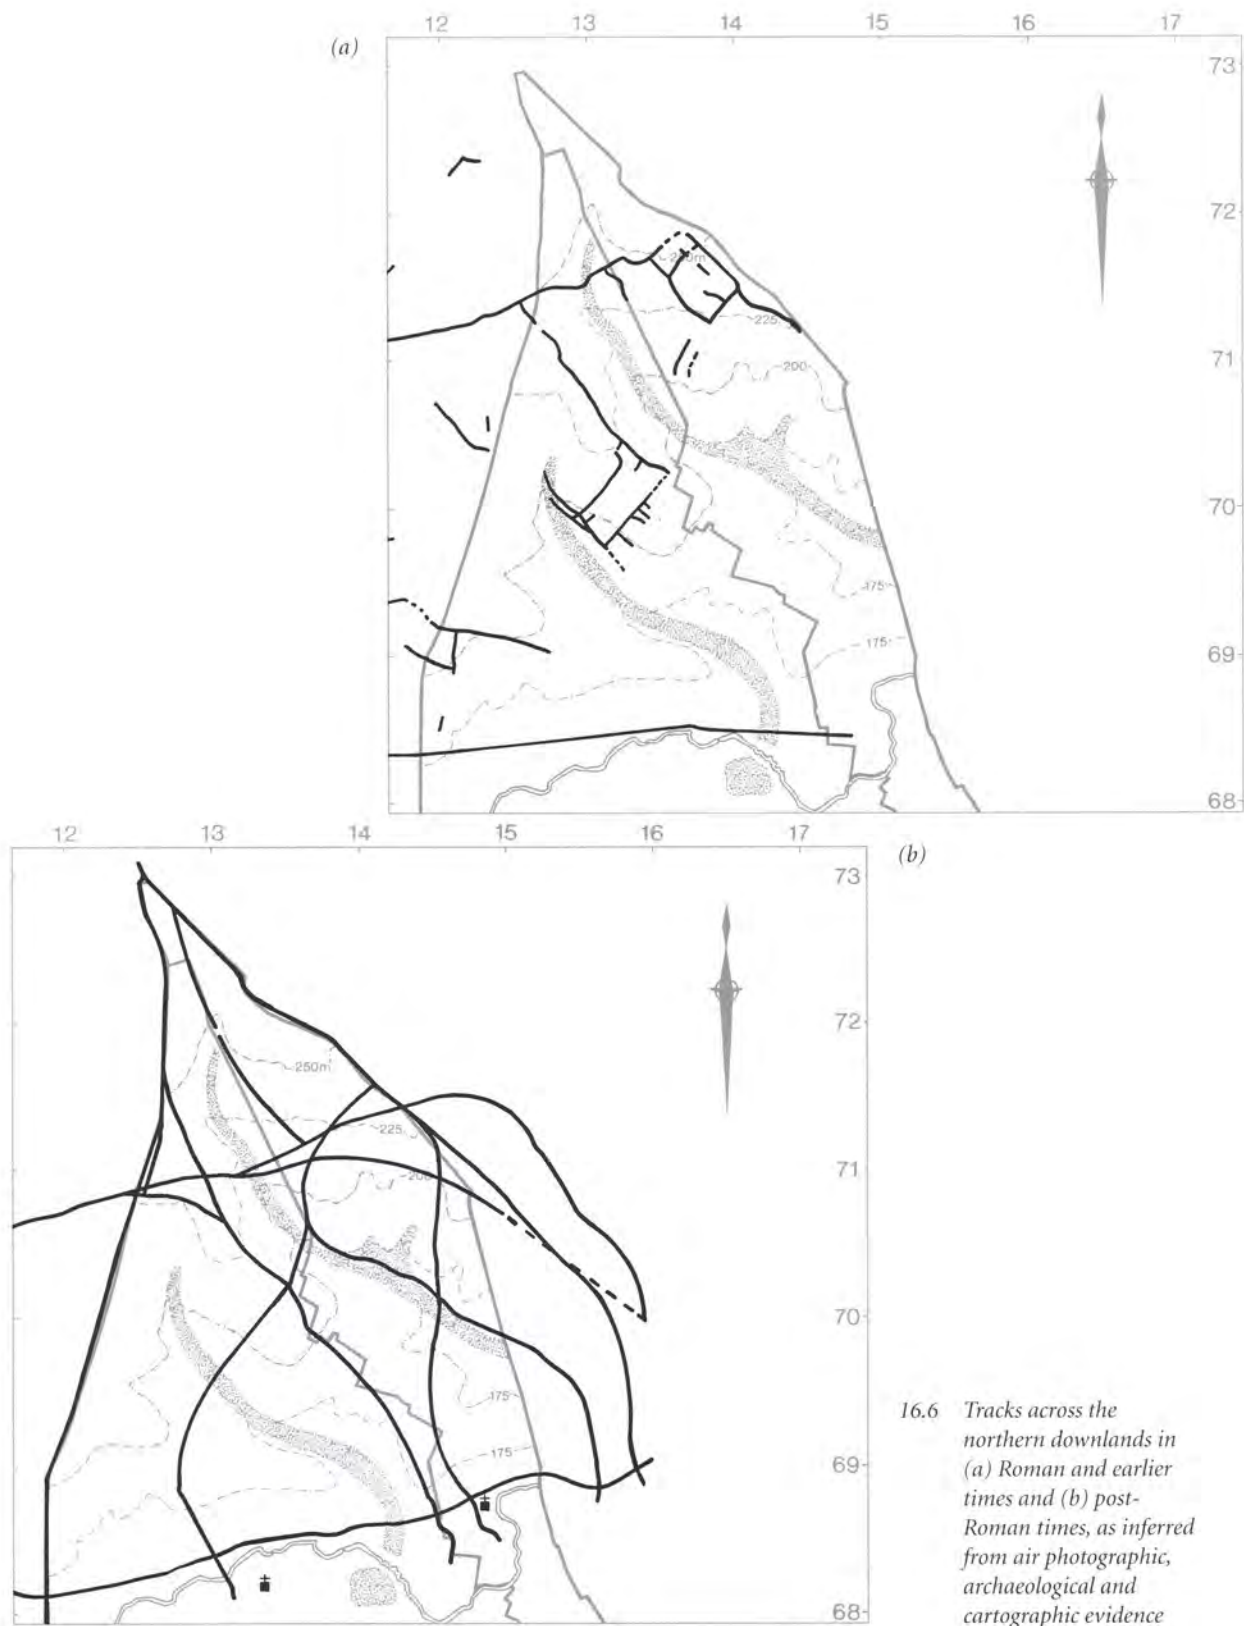 12 13 14 15 16 17
(a)
73
72
250m
225
71
200
70
175
175
69
68
12 13 14 15 16 17
(b)
73
72
250m
225
71
200
70
175
175
69
68
16.6 Tracks across the
northern downlands in
(a) Roman and earlier
times and (b) post-
Roman times, as inferred
from air photographic,
archaeological and
cartographic evidence